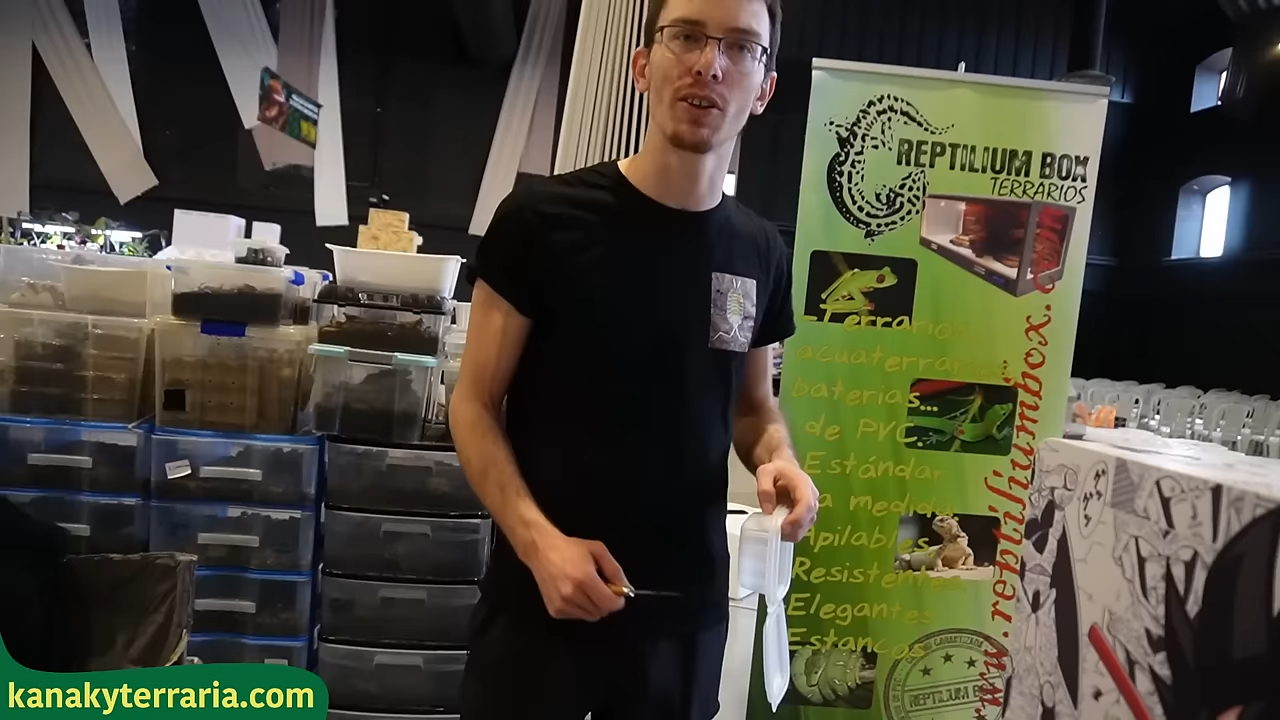 REPTILIUM BOX
TERRARIOS
-Terrarios
acuaterrarios
baterías...
de PVC.
Estándar
a medida
Apilables
Resistentes
Elegantes
Estancos
www.reptiliumbox.c
REPTILIUM BOX
kanakyterraria.com